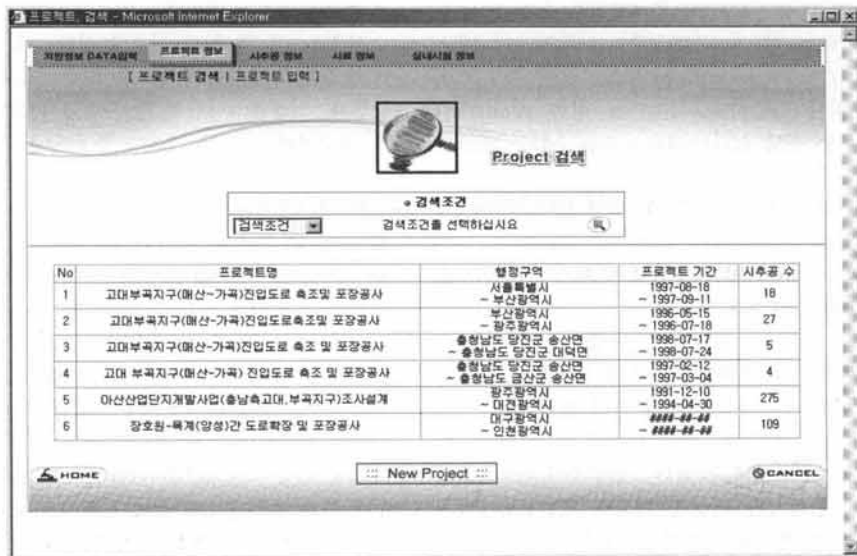 프로젝트, 검색 - Microsoft Internet Explorer
지반정보 DATA입력 프로젝트 정보 시추공 정보 시료 정보 실내시험 정보
[ 프로젝트 검색 | 프로젝트 입력 ]
Project 검색
검색조건
검색조건 검색조건를 선택하십시요
No 프로젝트명 행정구역 프로젝트 기간 시추공 수
1 고대부곡지구(매산~가곡)진입도로 축조및 포장공사 서울특별시 ~ 부산광역시 1997-08-18 ~ 1997-09-11 18
2 고대부곡지구(매산~가곡)진입도로축조및 포장공사 부산광역시 ~ 광주광역시 1996-05-15 ~ 1996-07-18 27
3 고대부곡지구(매산~가곡)진입도로 축조 및 포장공사 충청남도 당진군 송산면 ~ 충청남도 당진군 대덕면 1998-07-17 ~ 1998-07-24 5
4 고대 부곡지구(매산~가곡) 진입도로 축조 및 포장공사 충청남도 당진군 송산면 ~ 충청남도 금산군 송산면 1997-02-12 ~ 1997-03-04 4
5 아산산업단지개발사업(충남측고대,부곡지구)조사설계 광주광역시 ~ 대전광역시 1991-12-10 ~ 1994-04-30 275
6 장호원-목계(앙성)간 도로확장 및 포장공사 대구광역시 ~ 인천광역시 ####-##-## ~ ####-##-## 109
HOME
::: New Project :::
CANCEL